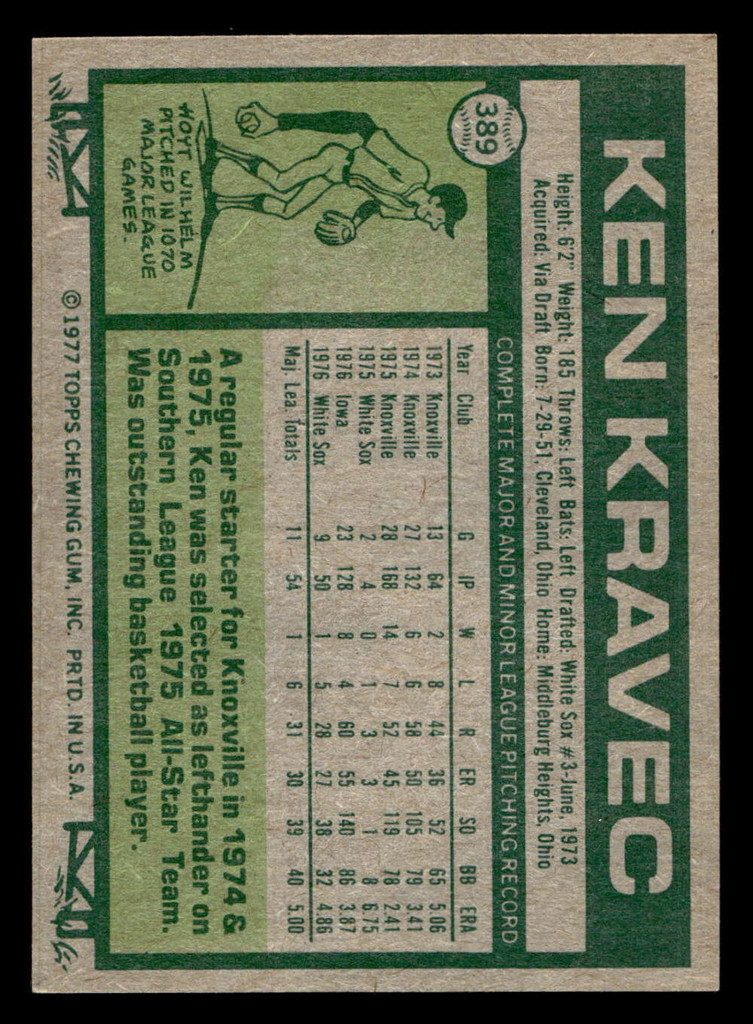 389
KEN KRAVEC
Height: 6'2" Weight: 185 Throws: Left Bats: Left Drafted: White Sox #3-June, 1973
Acquired: Via Draft Born: 7-29-51, Cleveland, Ohio Home: Middleburg Heights, Ohio
COMPLETE MAJOR AND MINOR LEAGUE PITCHING RECORD
Year Club G IP W L R ER SO BB ERA
1973 Knoxville 13 64 2 8 44 36 52 65 5.06
1974 Knoxville 27 132 6 6 58 50 105 79 3.41
1975 Knoxville 28 168 14 7 52 45 119 78 2.41
1975 White Sox 2 4 0 1 3 3 1 8 6.75
1976 Iowa 23 128 8 4 60 55 140 86 3.87
1976 White Sox 9 50 1 5 28 27 38 32 4.86
Maj. Lea. Totals 11 54 1 6 31 30 39 40 5.00
HOYT WILHELM
PITCHED IN 1070
MAJOR LEAGUE
GAMES.
A regular starter for Knoxville in 1974 &
1975, Ken was selected as lefthander on
Southern League 1975 All-Star Team.
Was outstanding basketball player.
© 1977 TOPPS CHEWING GUM, INC. PRTD. IN U.S.A.